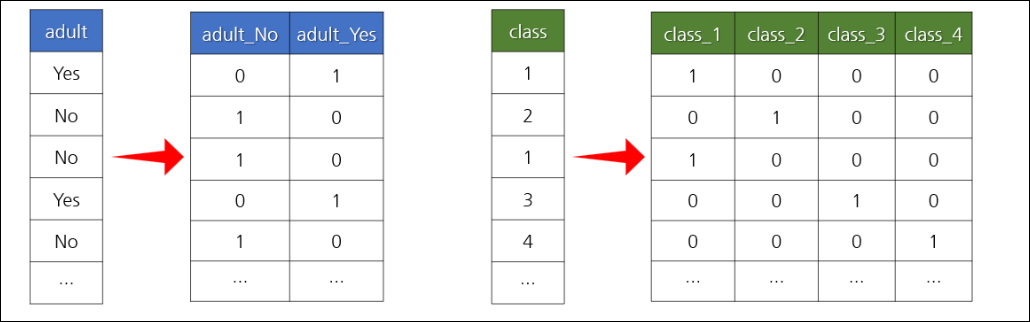 adult
Yes
No
No
Yes
No
...
adult_No adult_Yes
0 1
1 0
1 0
0 1
1 0
... ...
class
1
2
1
3
4
...
class_1 class_2 class_3 class_4
1 0 0 0
0 1 0 0
1 0 0 0
0 0 1 0
0 0 0 1
... ... ... ...